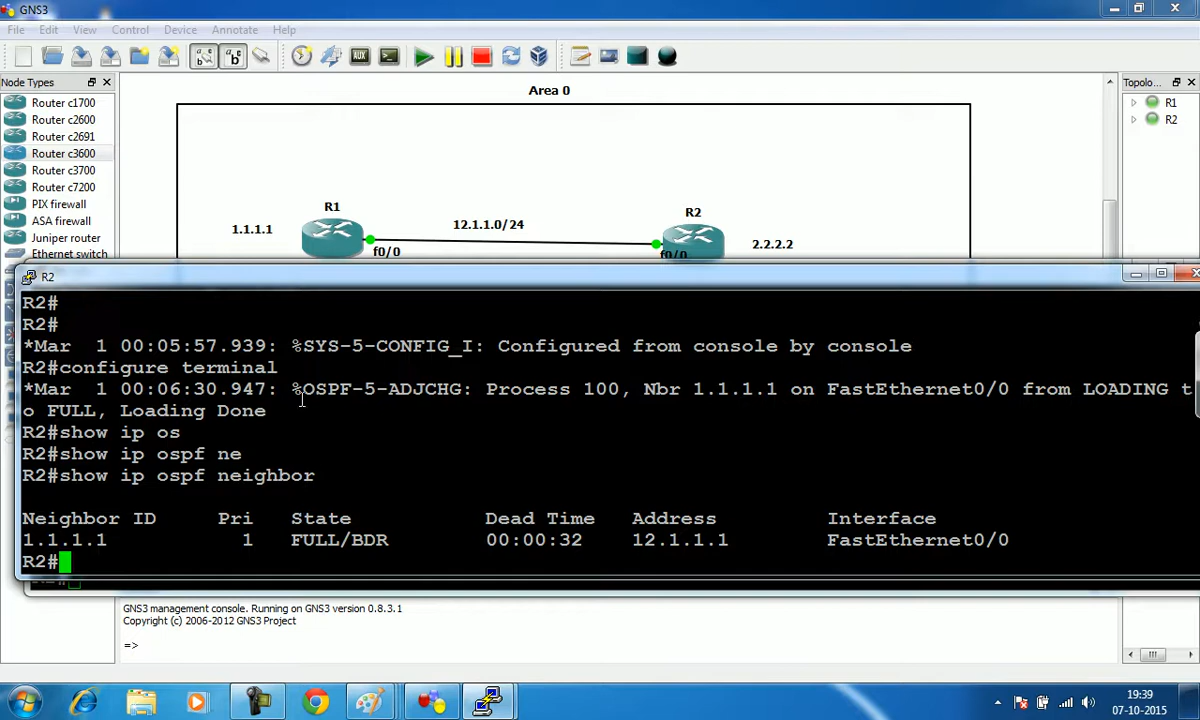 GNS3
File Edit View Control Device Annotate Help
Node Types
Router c1700
Router c2600
Router c2691
Router c3600
Router c3700
Router c7200
PIX firewall
ASA firewall
Juniper router
Ethernet switch
Area 0
R1
1.1.1.1
f0/0
12.1.1.0/24
R2
2.2.2.2
f0/0
Topolo...
R1
R2
R2
R2#
R2#
*Mar 1 00:05:57.939: %SYS-5-CONFIG_I: Configured from console by console
R2#configure terminal
*Mar 1 00:06:30.947: %OSPF-5-ADJCHG: Process 100, Nbr 1.1.1.1 on FastEthernet0/0 from LOADING t
o FULL, Loading Done
R2#show ip os
R2#show ip ospf ne
R2#show ip ospf neighbor
Neighbor ID Pri State Dead Time Address Interface
1.1.1.1 1 FULL/BDR 00:00:32 12.1.1.1 FastEthernet0/0
R2#
GNS3 management console. Running on GNS3 version 0.8.3.1
Copyright (c) 2006-2012 GNS3 Project
=>
19:39
07-10-2015